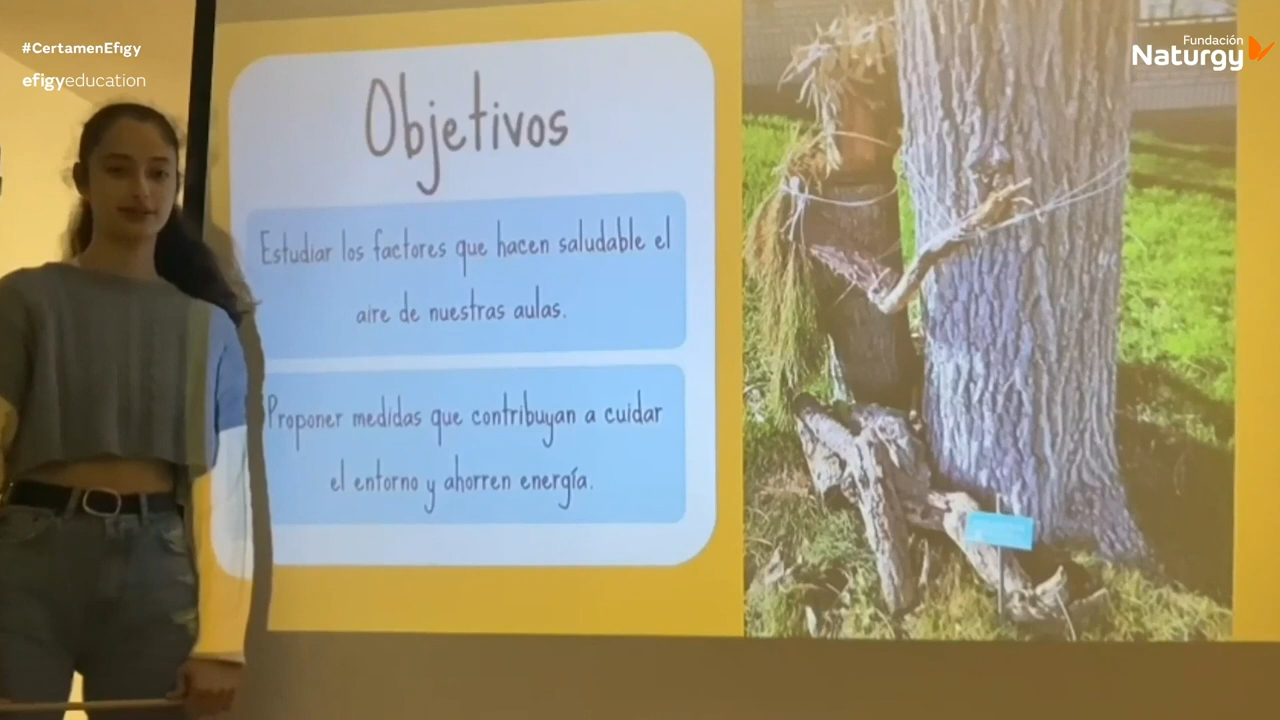 #CertamenEfigy
efigyeducation
Fundación
Naturgy
Objetivos
Estudiar los factores que hacen saludable el
aire de nuestras aulas.
Proponer medidas que contribuyan a cuidar
el entorno y ahorren energía.